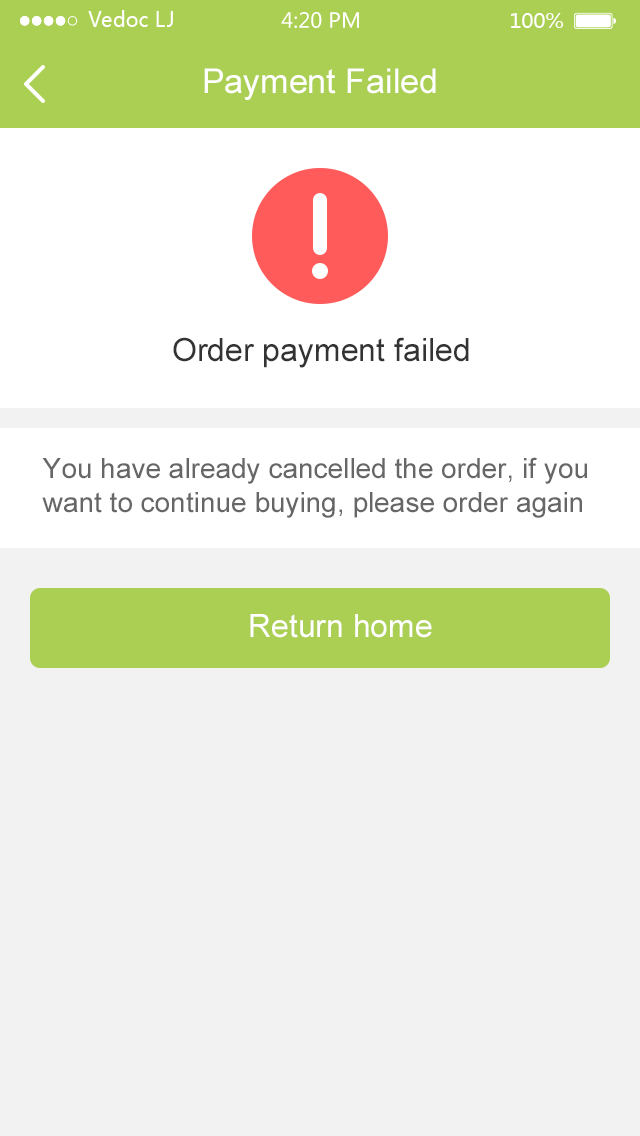 Vedoc LJ 4:20 PM 100%
Payment Failed
Order payment failed
You have already cancelled the order, if you
want to continue buying, please order again
Return home